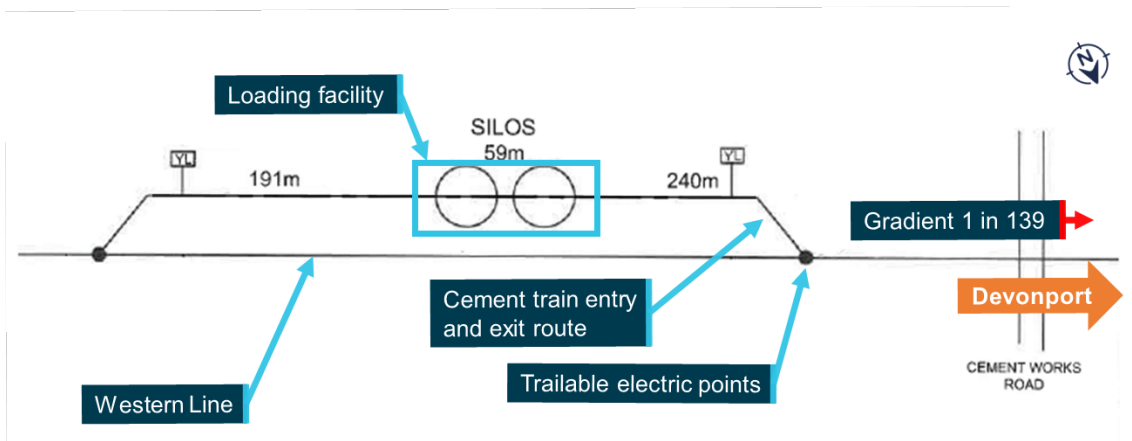 N
Loading facility
SILOS
59m
YL
YL
191m
240m
Gradient 1 in 139
Cement train entry
and exit route
Devonport
Trailable electric points
CEMENT WORKS
ROAD
Western Line